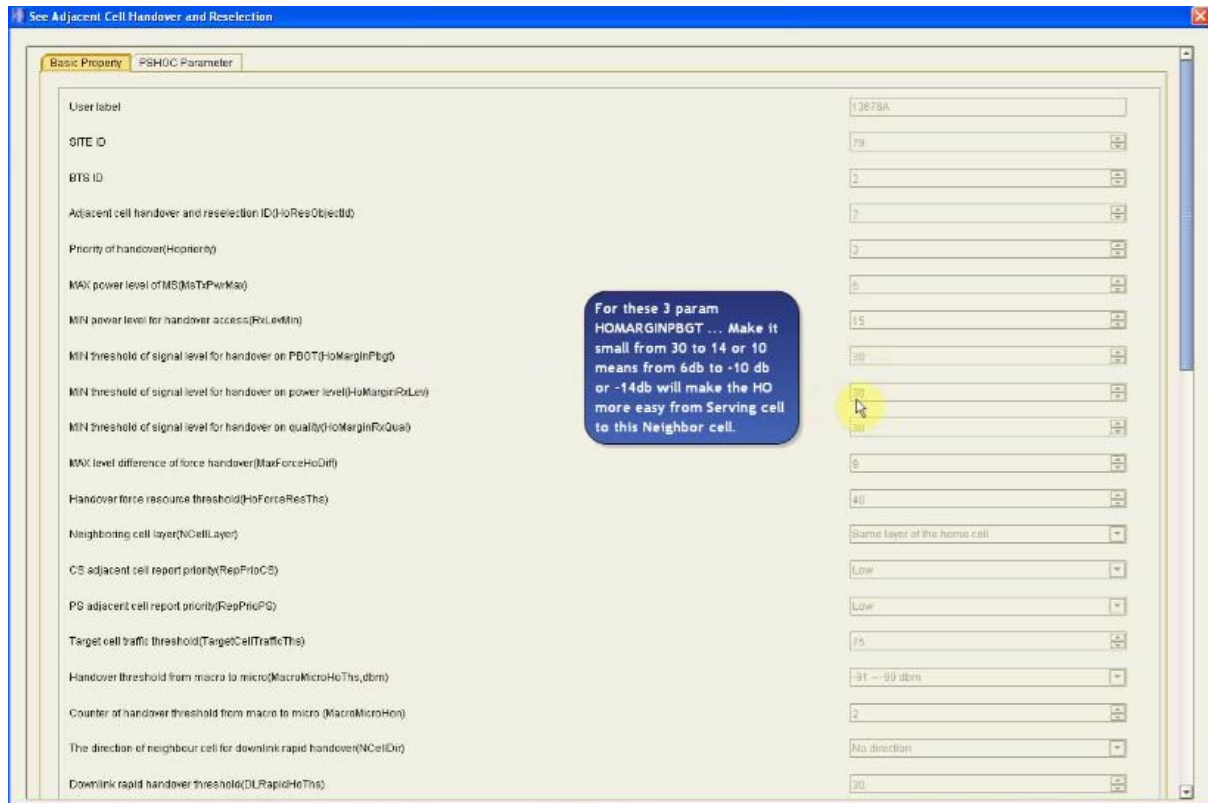 See Adjacent Cell Handover and Reselection
Basic Property PSHOC Parameter
User label 13678A
SITE ID 79
BTS ID 2
Adjacent cell handover and reselection ID(HoResObjectId) 2
Priority of handover(Hopriority) 3
MAX power level of MS(MsTxPwrMax) 5
MIN power level for handover access(RxLevMin) 15
MIN threshold of signal level for handover on PBGT(HoMarginPbgt) 30
MIN threshold of signal level for handover on power level(HoMarginRxLev) 30
MIN threshold of signal level for handover on quality(HoMarginRxQual) 30
MAX level difference of force handover(MaxForceHoDiff) 9
Handover force resource threshold(HoForceResThs) 40
Neighboring cell layer(NCellLayer) Same layer of the home cell
CS adjacent cell report priority(RepPrioCS) Low
PS adjacent cell report priority(RepPrioPS) Low
Target cell traffic threshold(TargetCellTrafficThs) 75
Handover threshold from macro to micro(MacroMicroHoThs,dbm) -91 ~ -90 dbm
Counter of handover threshold from macro to micro (MacroMicroHon) 2
The direction of neighbour cell for downlink rapid handover(NCellDir) No direction
Downlink rapid handover threshold(DLRapidHoThs) 30
For these 3 param
HOMARGINPBGT ... Make it
small from 30 to 14 or 10
means from 6db to -10 db
or -14db will make the HO
more easy from Serving cell
to this Neighbor cell.